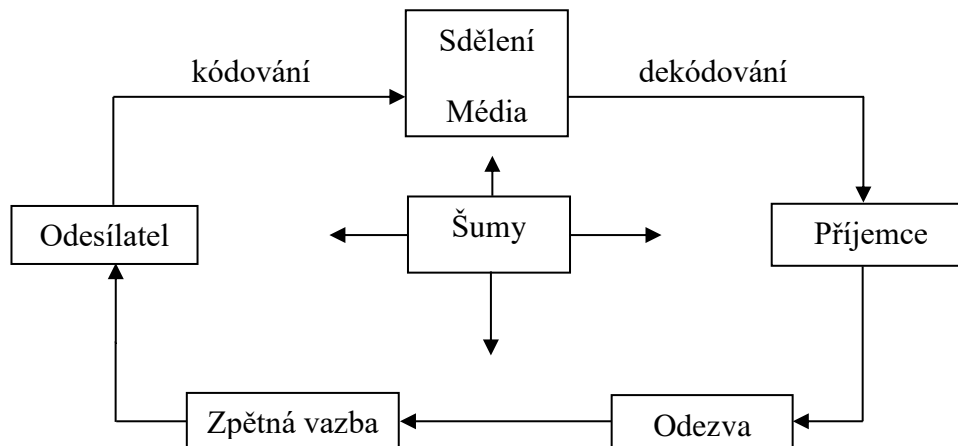 Sdělení
kódování
dekódování
Média
Šumy
Odesílatel
Příjemce
Zpětná vazba
Odezva